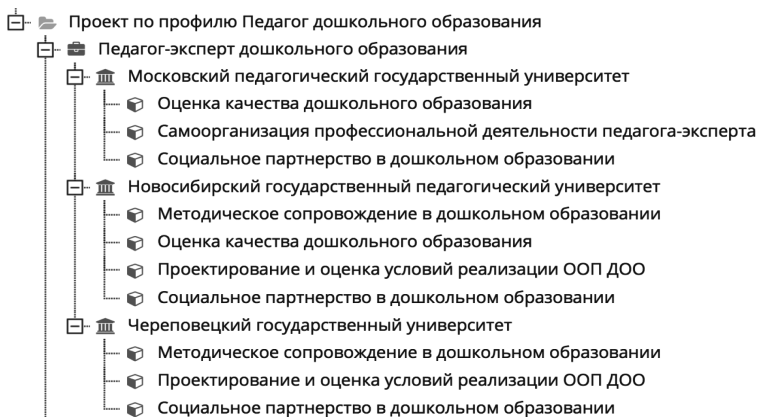 Проект по профилю Педагог дошкольного образования
Педагог-эксперт дошкольного образования
Московский педагогический государственный университет
Оценка качества дошкольного образования
Самоорганизация профессиональной деятельности педагога-эксперта
Социальное партнерство в дошкольном образовании
Новосибирский государственный педагогический университет
Методическое сопровождение в дошкольном образовании
Оценка качества дошкольного образования
Проектирование и оценка условий реализации ООП ДОО
Социальное партнерство в дошкольном образовании
Череповецкий государственный университет
Методическое сопровождение в дошкольном образовании
Проектирование и оценка условий реализации ООП ДОО
Социальное партнерство в дошкольном образовании